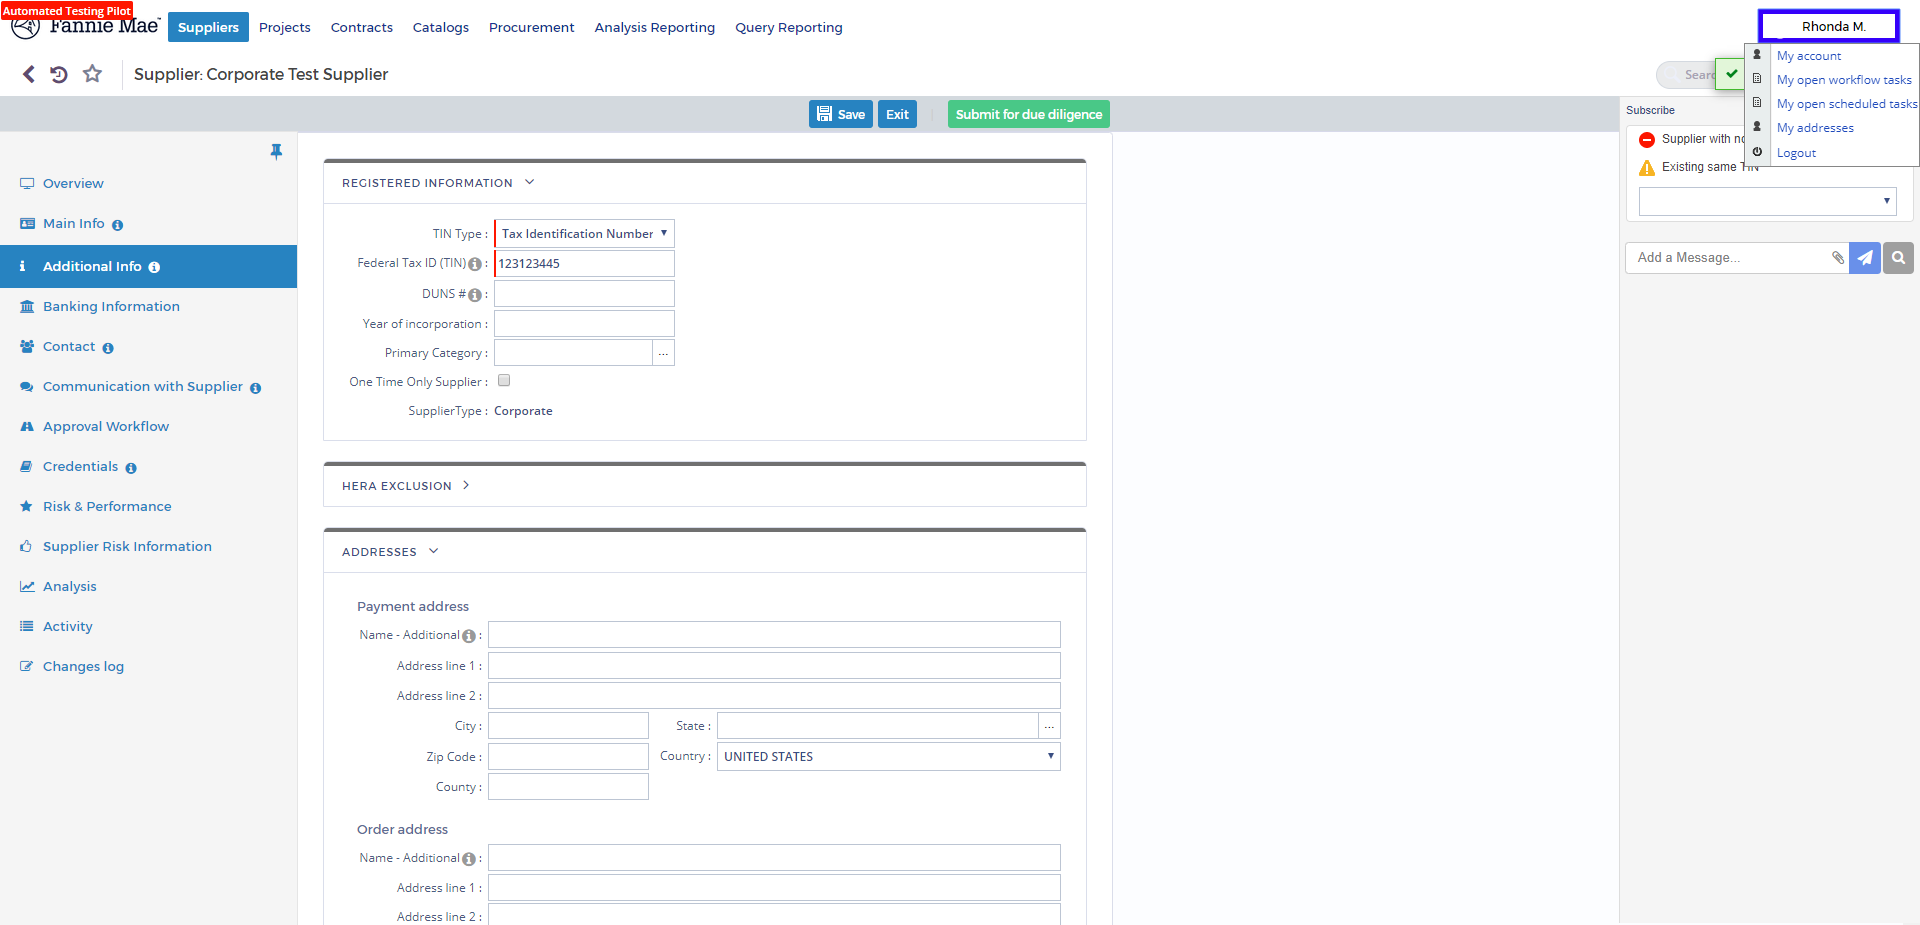 Automated Testing Pilot
Fannie Mae
Suppliers
Projects
Contracts
Catalogs
Procurement
Analysis Reporting
Query Reporting
Rhonda M.
My account
My open workflow tasks
My open scheduled tasks
My addresses
Logout
Supplier: Corporate Test Supplier
Save
Exit
Submit for due diligence
Subscribe
Supplier with
Existing same TIN
Add a Message...
Overview
Main Info
Additional Info
Banking Information
Contact
Communication with Supplier
Approval Workflow
Credentials
Risk & Performance
Supplier Risk Information
Analysis
Activity
Changes log
REGISTERED INFORMATION
TIN Type : Tax Identification Number
Federal Tax ID (TIN) : 123123445
DUNS # :
Year of incorporation :
Primary Category : ...
One Time Only Supplier :
SupplierType : Corporate
HERA EXCLUSION
ADDRESSES
Payment address
Name - Additional :
Address line 1 :
Address line 2 :
City : State : ...
Zip Code : Country : UNITED STATES
County :
Order address
Name - Additional :
Address line 1 :
Address line 2 :